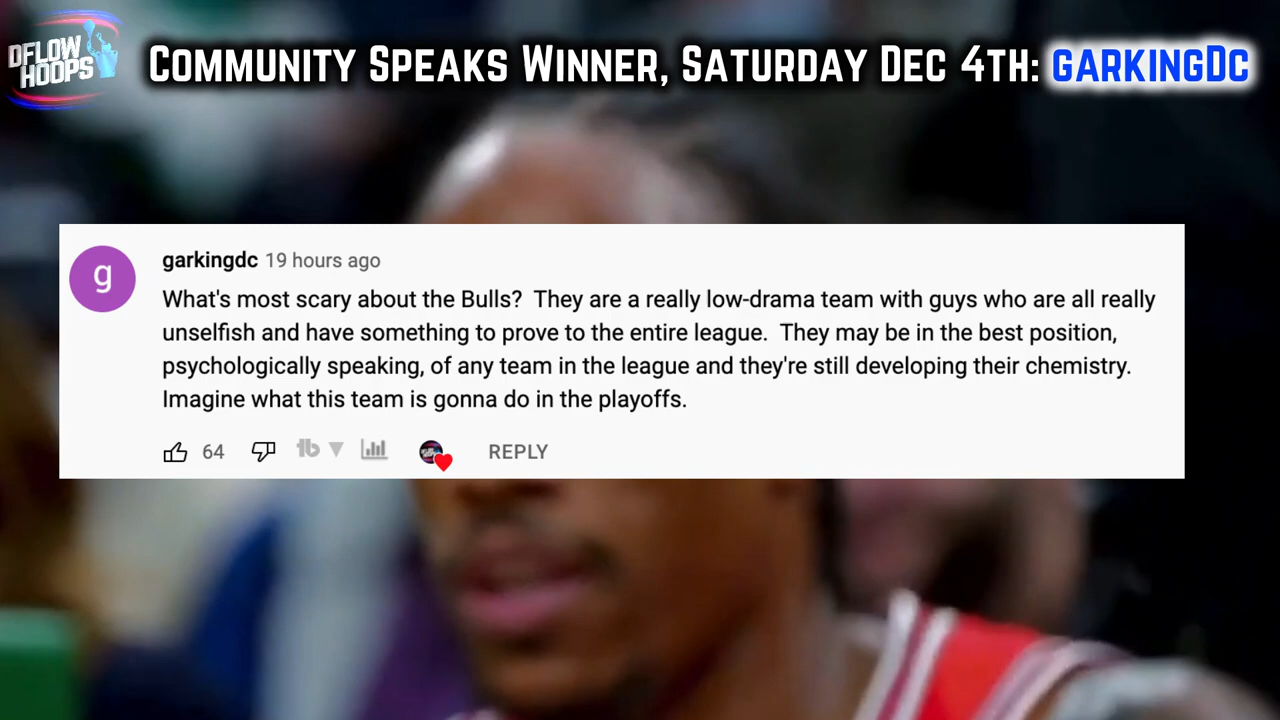 DFLOW
HOOPS
COMMUNITY SPEAKS WINNER, SATURDAY DEC 4TH: GARKINGDC
g
garkingdc 19 hours ago
What's most scary about the Bulls?  They are a really low-drama team with guys who are all really
unselfish and have something to prove to the entire league.  They may be in the best position,
psychologically speaking, of any team in the league and they're still developing their chemistry.
Imagine what this team is gonna do in the playoffs.
64 REPLY